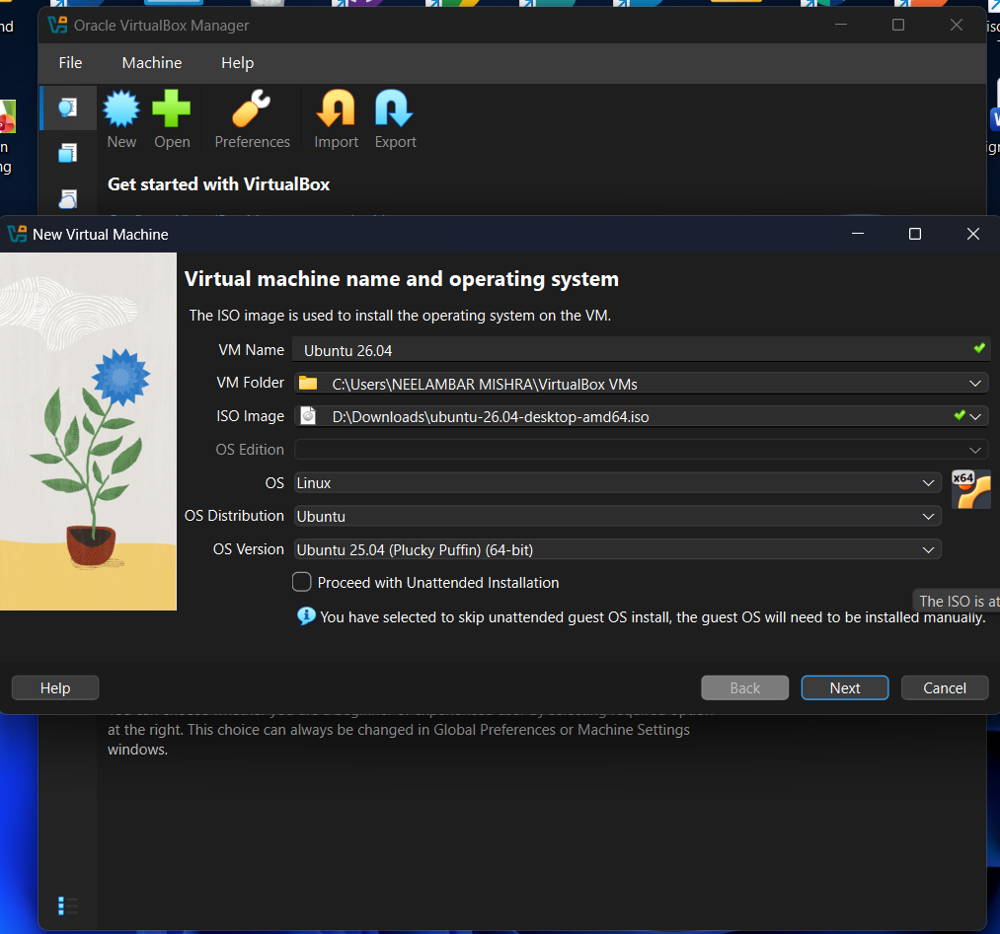 nd
Oracle VirtualBox Manager
File Machine Help
New Open Preferences Import Export
n
ng
Get started with VirtualBox
New Virtual Machine
Virtual machine name and operating system
The ISO image is used to install the operating system on the VM.
VM Name Ubuntu 26.04
VM Folder C:\Users\NEELAMBAR MISHRA\VirtualBox VMs
ISO Image D:\Downloads\ubuntu-26.04-desktop-amd64.iso
OS Edition
OS Linux
x64
OS Distribution Ubuntu
OS Version Ubuntu 25.04 (Plucky Puffin) (64-bit)
Proceed with Unattended Installation
The ISO is at
You have selected to skip unattended guest OS install, the guest OS will need to be installed manually.
Help Back Next Cancel
at the right. This choice can always be changed in Global Preferences or Machine Settings
windows.